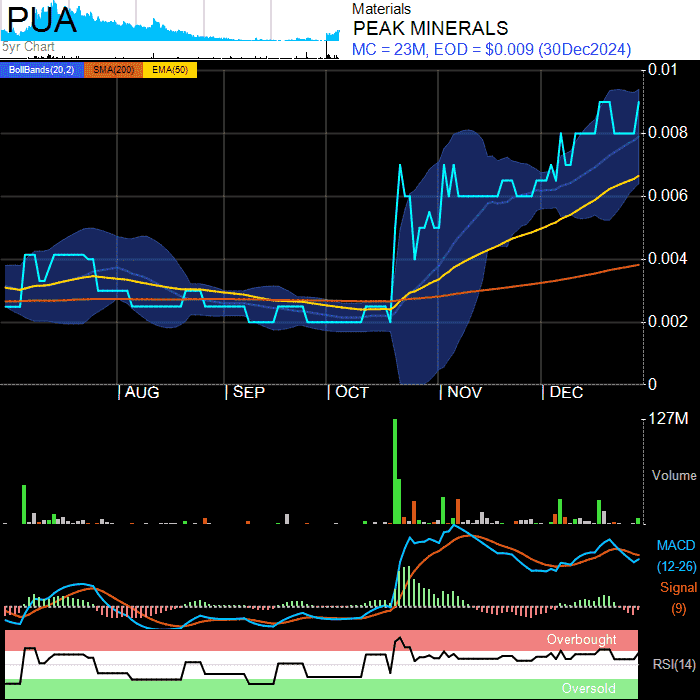 PUA
5yr Chart
Materials
PEAK MINERALS
MC = 23M, EOD = $0.009 (30Dec2024)
BollBands(20,2) SMA(200) EMA(50)
0.01
0.008
0.006
0.004
0.002
0
AUG SEP OCT NOV DEC
127M
Volume
MACD
(12-26)
Signal
(9)
Overbought
RSI(14)
Oversold